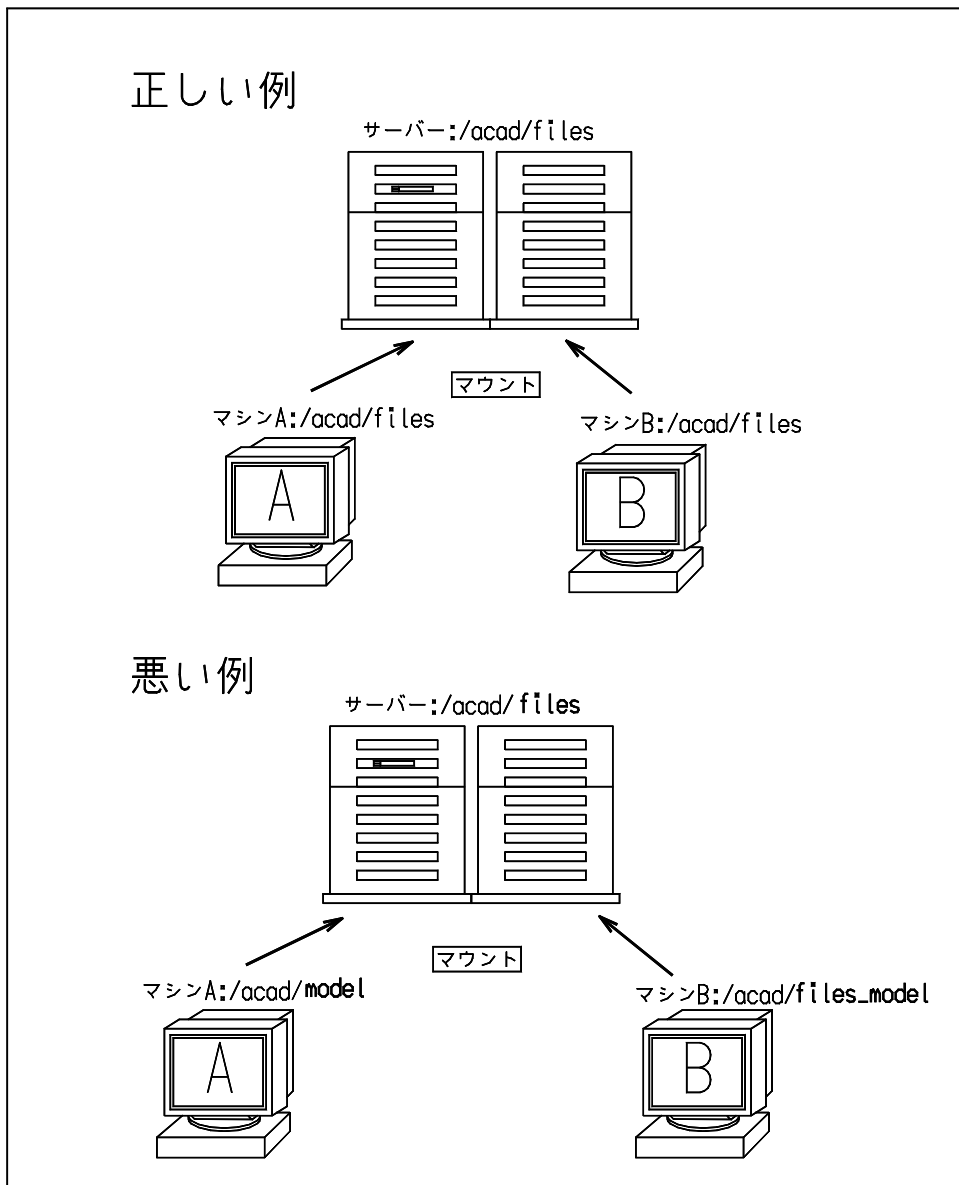 正しい例
サーバー:/acad/files
マウント
マシンA:/acad/files
マシンB:/acad/files
A
B
悪い例
サーバー:/acad/files
マウント
マシンA:/acad/model
マシンB:/acad/files_model
A
B